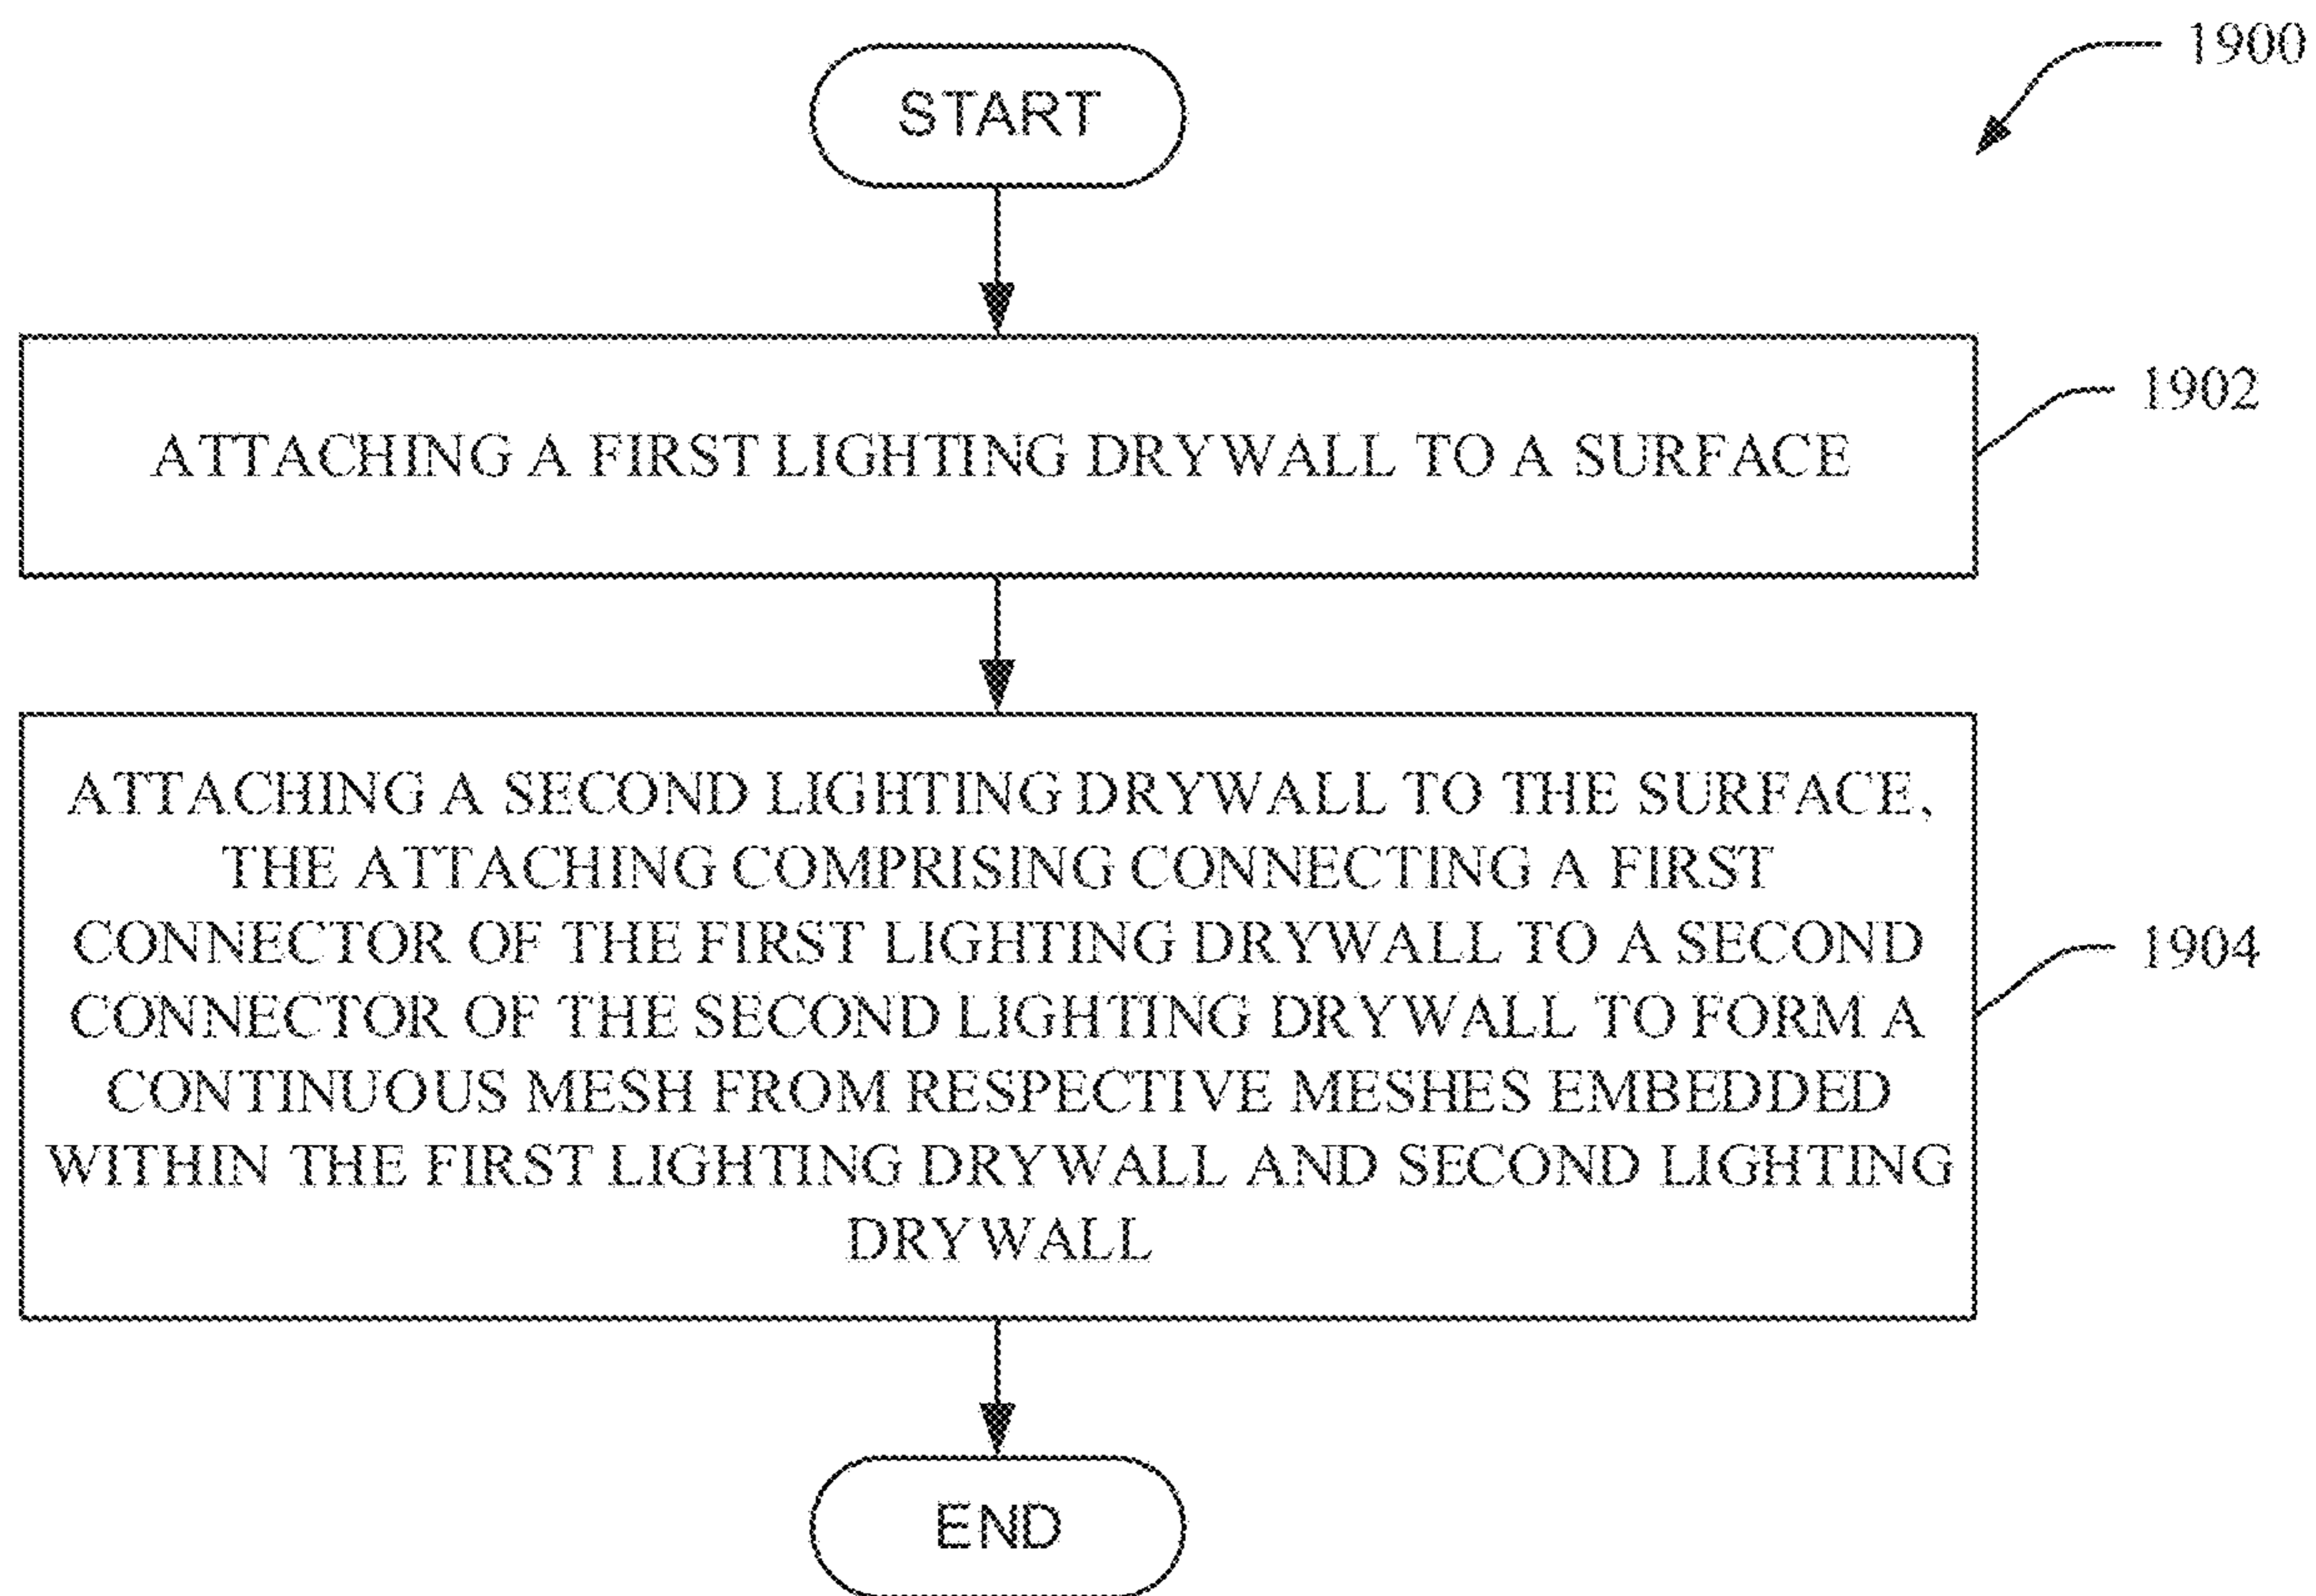 1900
START
ATTACHING A FIRST LIGHTING DRYWALL TO A SURFACE
1902
ATTACHING A SECOND LIGHTING DRYWALL TO THE SURFACE,
THE ATTACHING COMPRISING CONNECTING A FIRST
CONNECTOR OF THE FIRST LIGHTING DRYWALL TO A SECOND
CONNECTOR OF THE SECOND LIGHTING DRYWALL TO FORM A
CONTINUOUS MESH FROM RESPECTIVE MESHES EMBEDDED
WITHIN THE FIRST LIGHTING DRYWALL AND SECOND LIGHTING
DRYWALL
1904
END